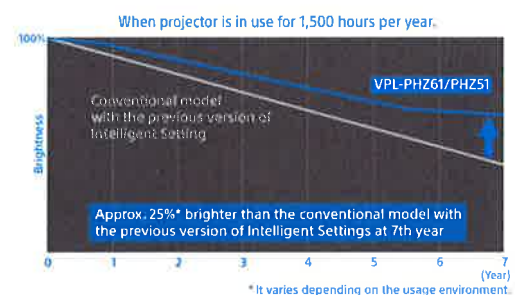 When projector is in use for 1,500 hours per year.
100%
VPL-PHZ61/PHZ51
Conventional model
with the previous version of
Intelligent Setting
Brightness
Approx. 25%* brighter than the conventional model with
the previous version of Intelligent Settings at 7th year
0 1 2 3 4 5 6 7
(Year)
* It varies depending on the usage environment.